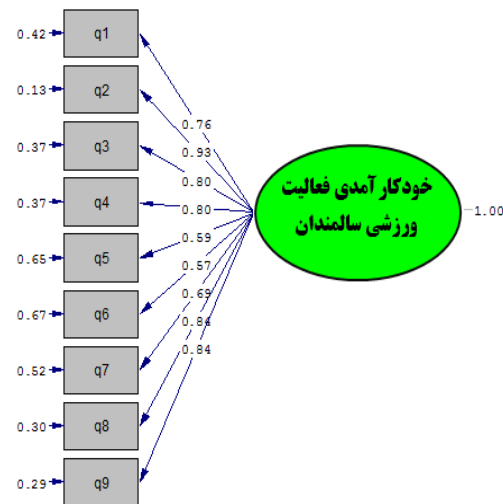 0.42 q1
0.13 q2
0.37 q3
0.37 q4
0.65 q5
0.67 q6
0.52 q7
0.30 q8
0.29 q9
0.76
0.93
0.80
0.80
0.59
0.57
0.69
0.84
0.84
خودکارآمدی فعالیت
ورزشی سالمندان
1.00